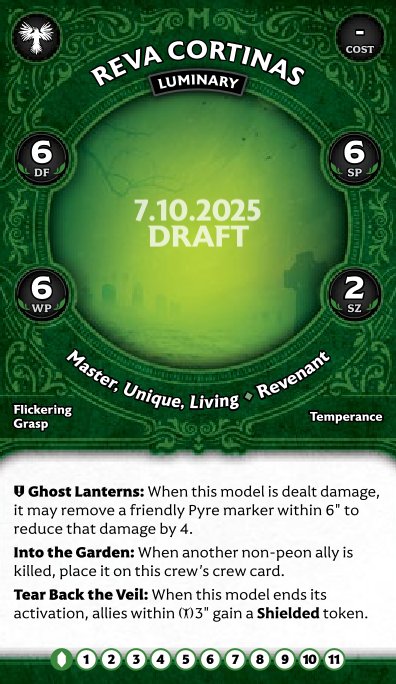 -
COST
REVA CORTINAS
LUMINARY
6
DF
6
SP
7.10.2025
DRAFT
6
WP
2
SZ
Master, Unique, Living ⬥ Revenant
Flickering
Grasp
Temperance
Ghost Lanterns: When this model is dealt damage,
it may remove a friendly Pyre marker within 6" to
reduce that damage by 4.
Into the Garden: When another non-peon ally is
killed, place it on this crew's crew card.
Tear Back the Veil: When this model ends its
activation, allies within 3" gain a Shielded token.
1 2 3 4 5 6 7 8 9 10 11